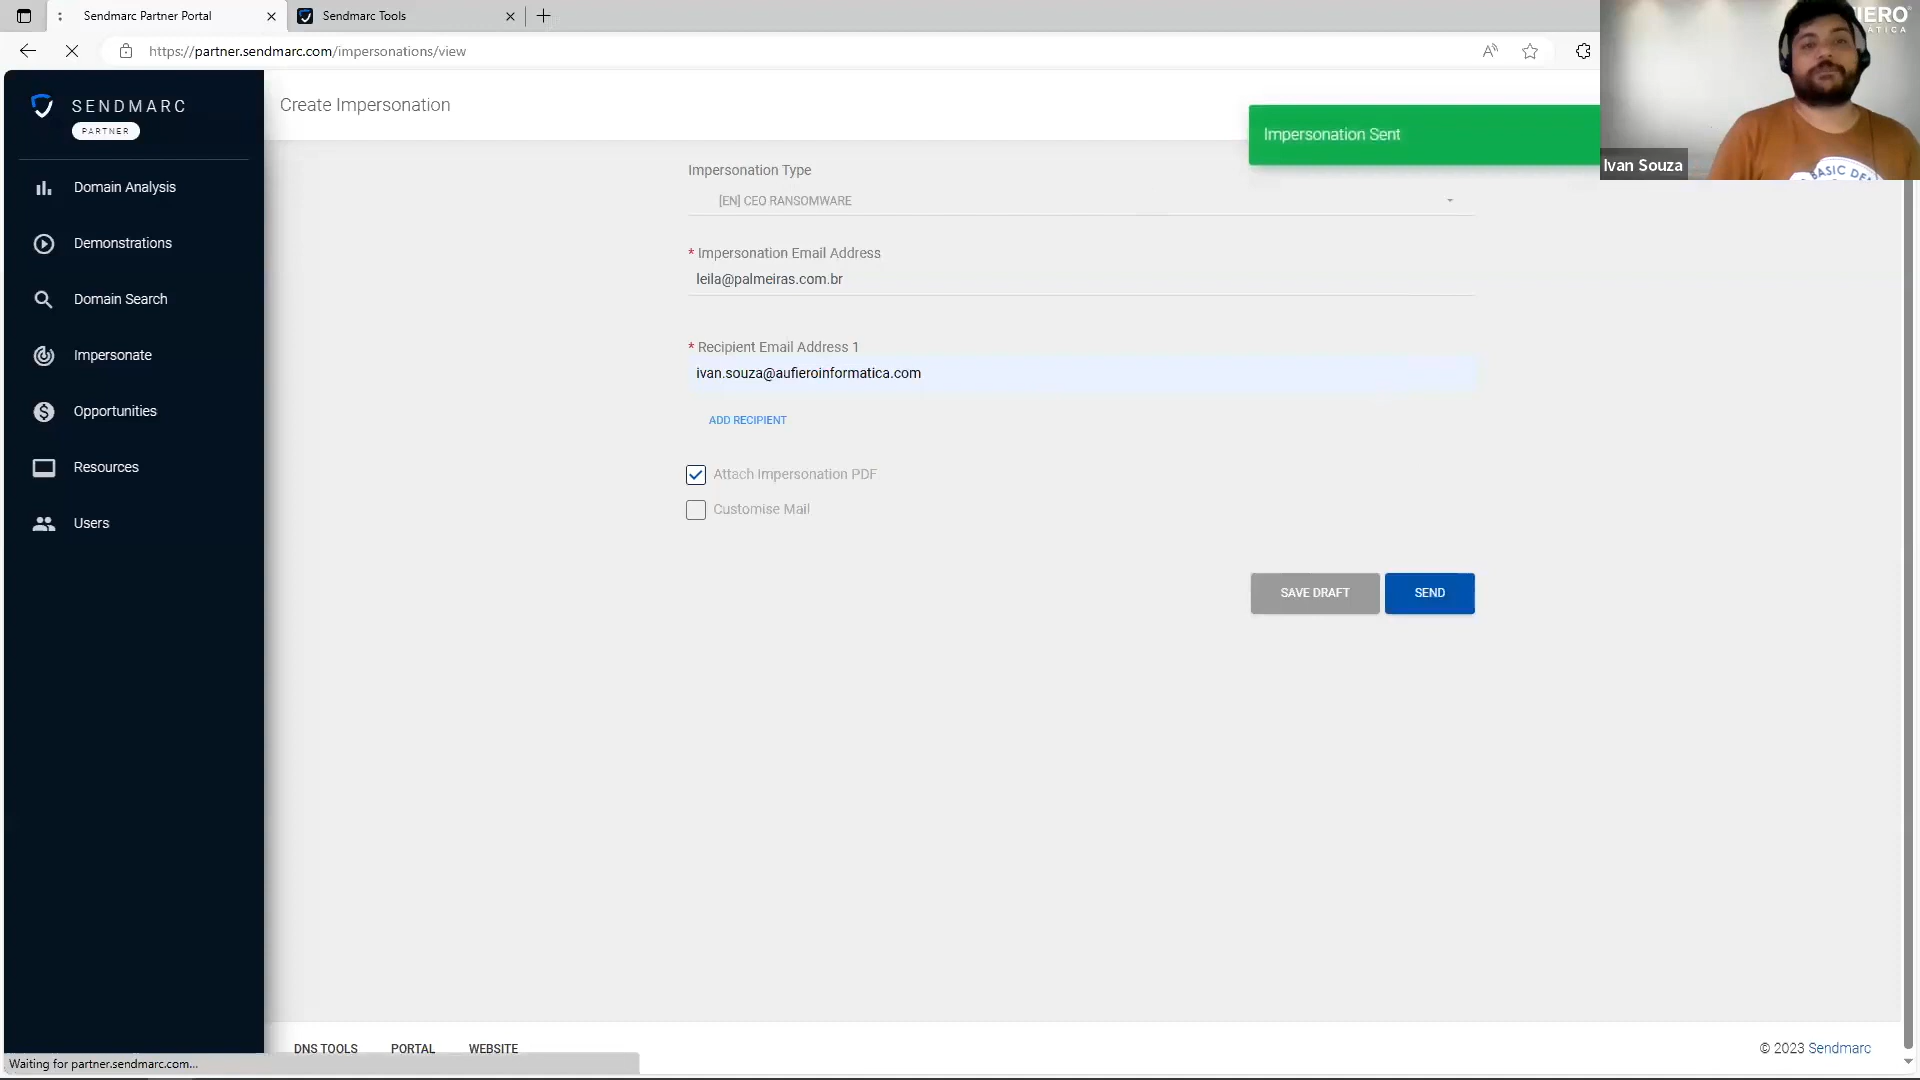 Sendmarc Partner Portal
Sendmarc Tools
https://partner.sendmarc.com/impersonations/view
SENDMARC
PARTNER
Domain Analysis
Demonstrations
Domain Search
Impersonate
Opportunities
Resources
Users
Create Impersonation
Impersonation Sent
Impersonation Type
[EN] CEO RANSOMWARE
* Impersonation Email Address
leila@palmeiras.com.br
* Recipient Email Address 1
ivan.souza@aufieroinformatica.com
ADD RECIPIENT
Attach Impersonation PDF
Customise Mail
SAVE DRAFT
SEND
DNS TOOLS
PORTAL
WEBSITE
© 2023 Sendmarc
Waiting for partner.sendmarc.com...
Ivan Souza
BASIC